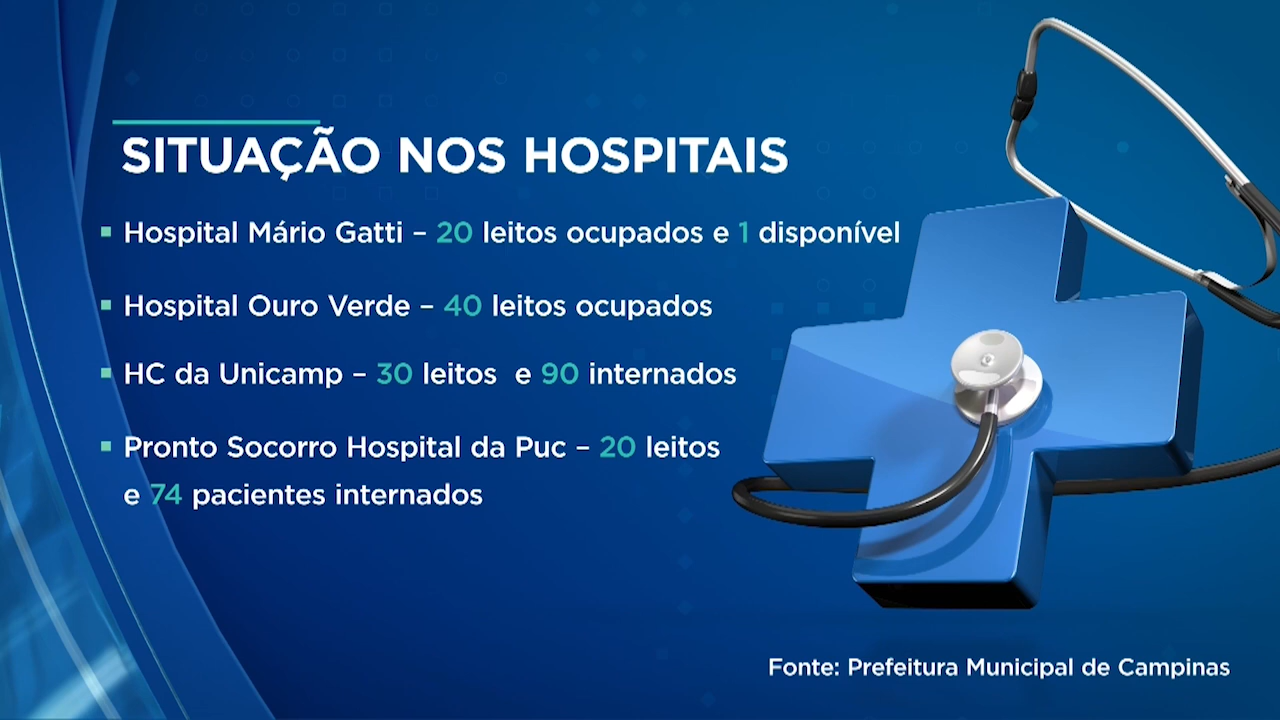 SITUAÇÃO NOS HOSPITAIS
Hospital Mário Gatti – 20 leitos ocupados e 1 disponível
Hospital Ouro Verde – 40 leitos ocupados
HC da Unicamp – 30 leitos e 90 internados
Pronto Socorro Hospital da Puc – 20 leitos
e 74 pacientes internados
Fonte: Prefeitura Municipal de Campinas